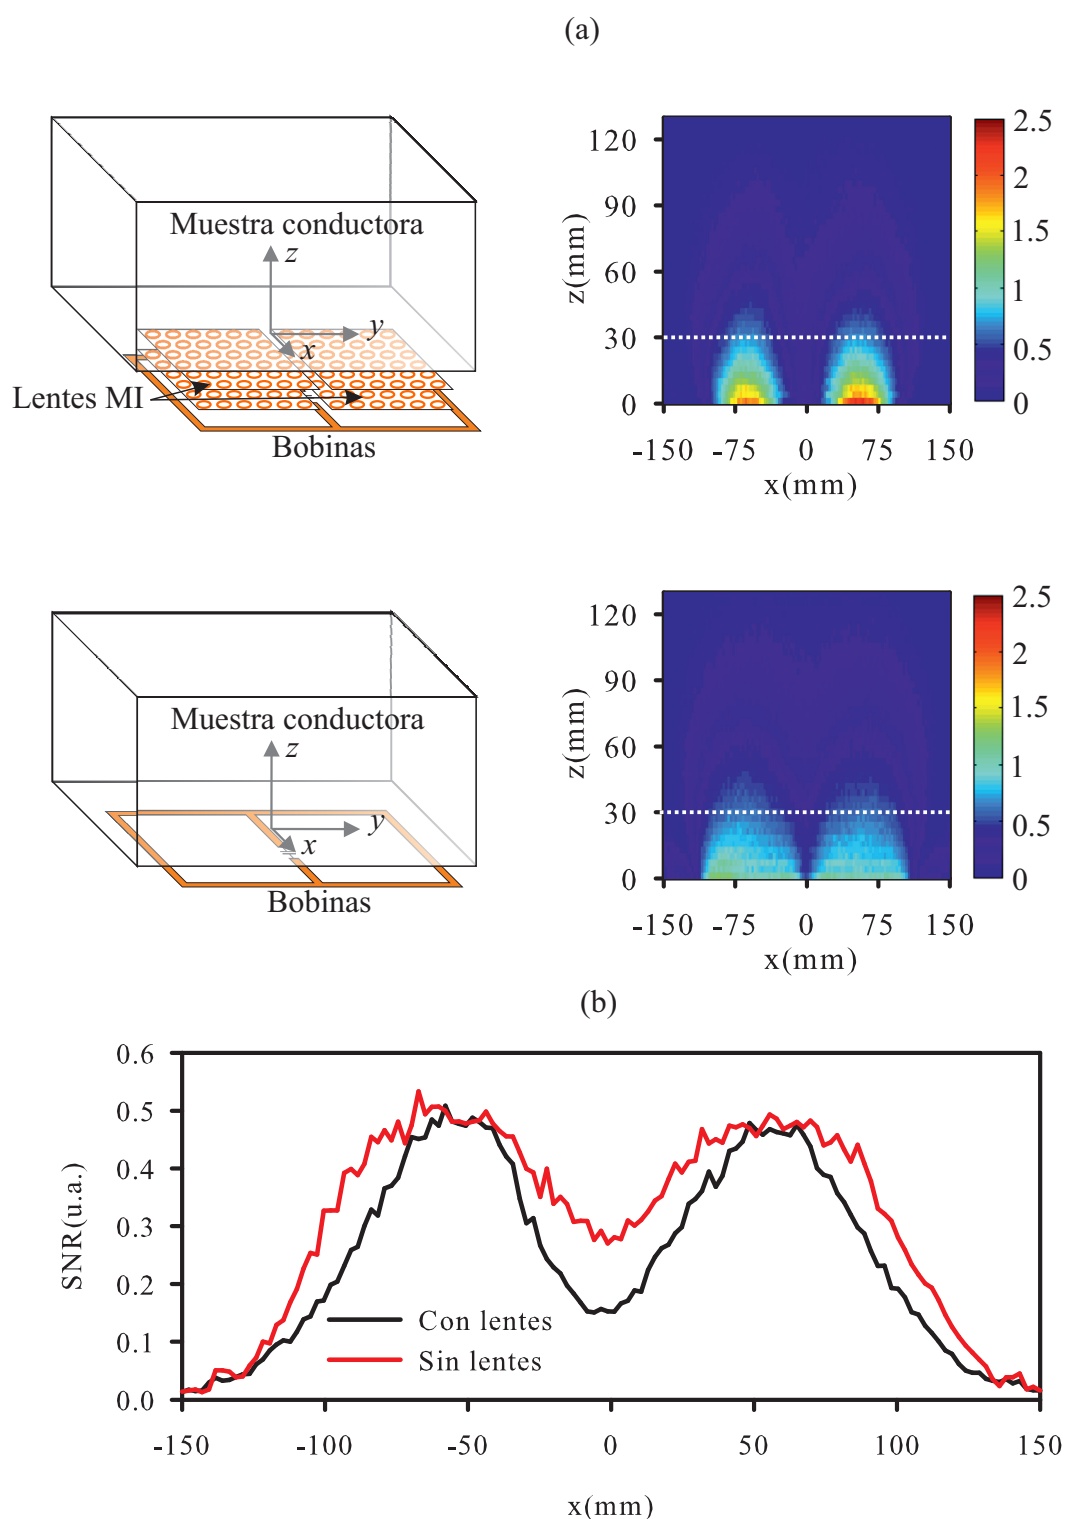 (a)
Muestra conductora
z
y
x
Lentes MI
Bobinas
z(mm)
120
90
60
30
0
-150 -75 0 75 150
x(mm)
2.5
2
1.5
1
0.5
0
Muestra conductora
z
y
x
Bobinas
z(mm)
120
90
60
30
0
-150 -75 0 75 150
x(mm)
2.5
2
1.5
1
0.5
0
(b)
SNR(u.a.)
0.6
0.5
0.4
0.3
0.2
0.1
0.0
Con lentes
Sin lentes
-150 -100 -50 0 50 100 150
x(mm)